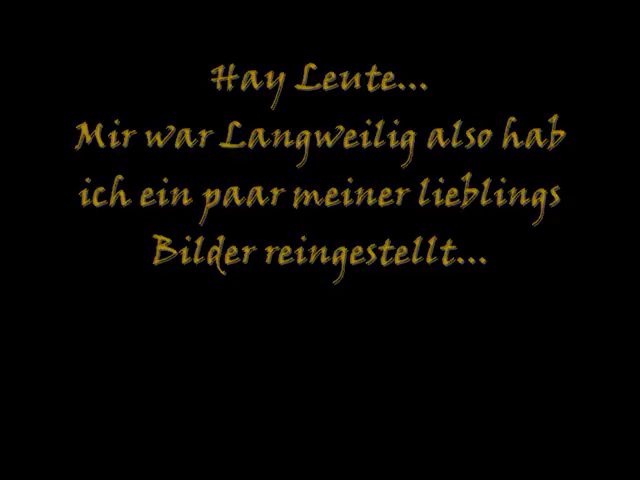 Hay Leute...
Mir war Langweilig also hab
ich ein paar meiner lieblings
Bilder reingestellt...